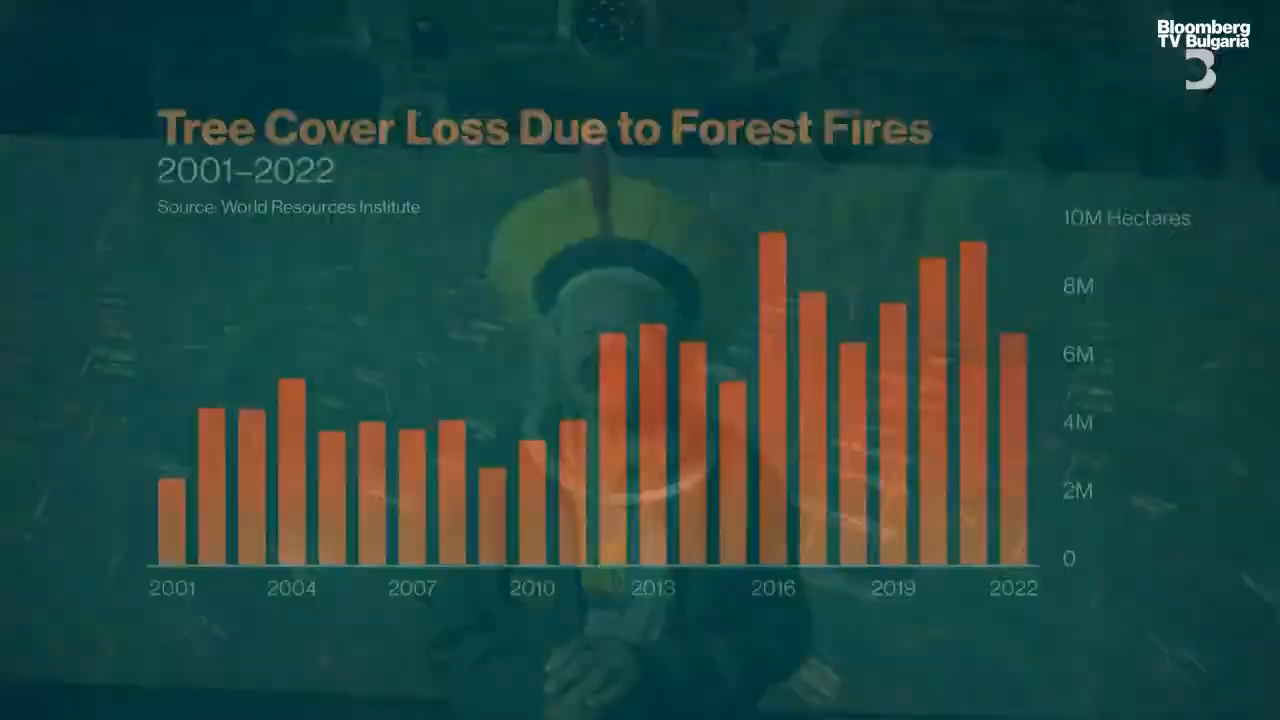 Bloomberg
TV Bulgaria
Tree Cover Loss Due to Forest Fires
2001–2022
Source: World Resources Institute
10M Hectares
8M
6M
4M
2M
0
2001 2004 2007 2010 2013 2016 2019 2022